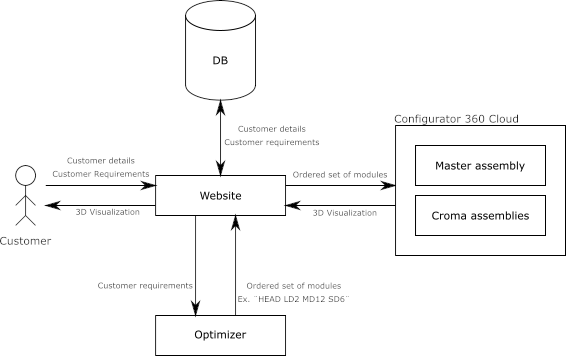 DB
Customer details
Customer requirements
Configurator 360 Cloud
Customer details
Customer Requirements
Ordered set of modules
Master assembly
Website
3D Visualization
3D Visualization
Croma assemblies
Customer
Customer requirements
Ordered set of modules
Ex. ¨HEAD LD2 MD12 SD6¨
Optimizer